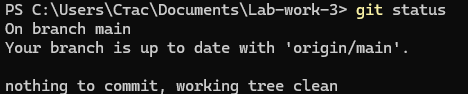 PS C:\Users\Стас\Documents\Lab-work-3> git status
On branch main
Your branch is up to date with 'origin/main'.

nothing to commit, working tree clean